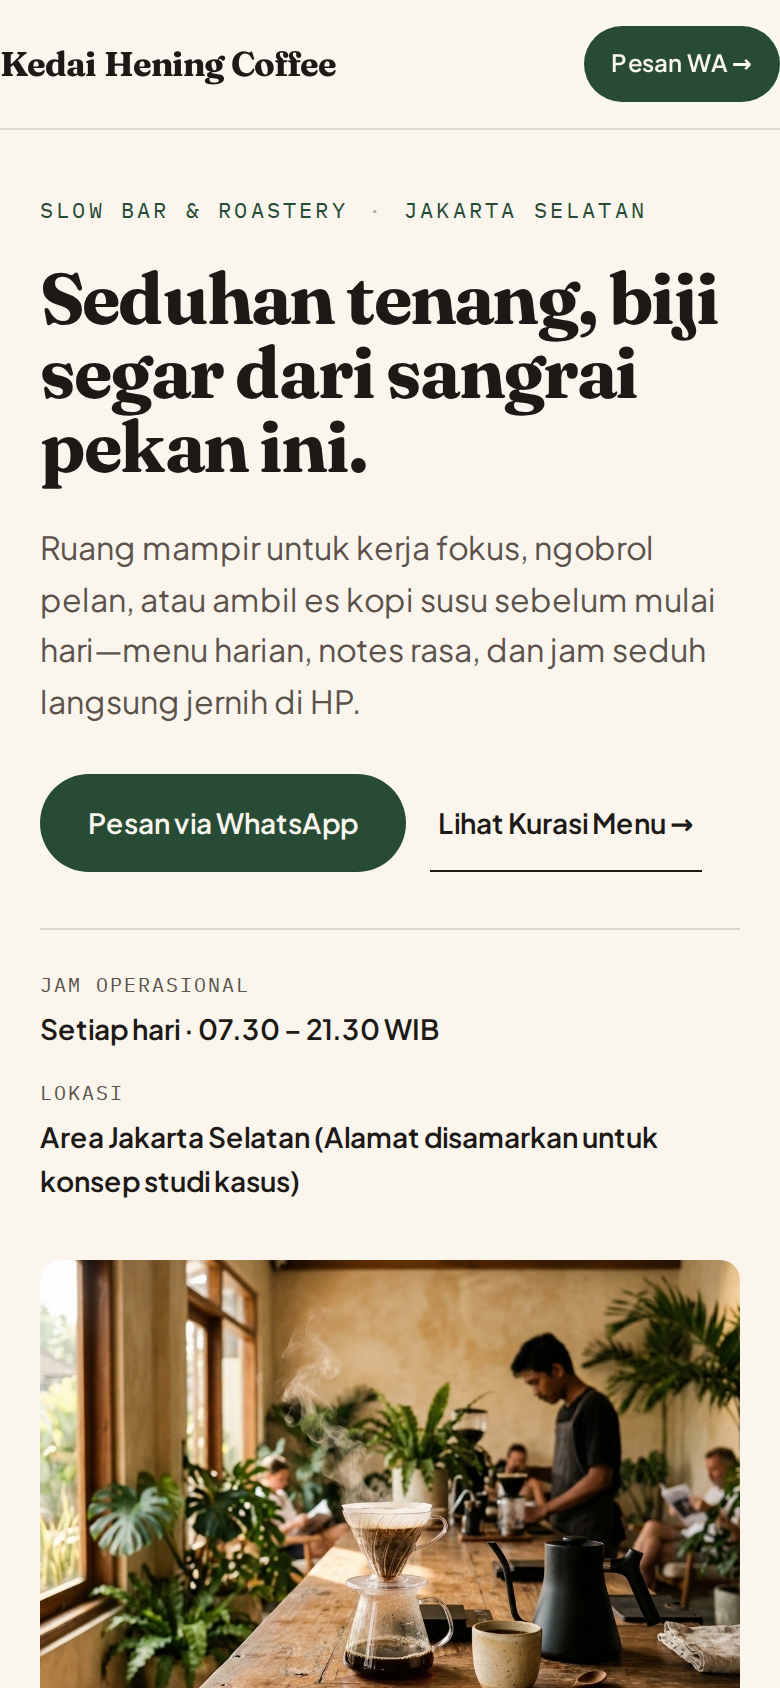 Kedai Hening Coffee
Pesan WA →
SLOW BAR & ROASTERY · JAKARTA SELATAN
Seduhan tenang, biji
segar dari sangrai
pekan ini.
Ruang mampir untuk kerja fokus, ngobrol
pelan, atau ambil es kopi susu sebelum mulai
hari—menu harian, notes rasa, dan jam seduh
langsung jernih di HP.
Pesan via WhatsApp
Lihat Kurasi Menu →
JAM OPERASIONAL
Setiap hari · 07.30 – 21.30 WIB
LOKASI
Area Jakarta Selatan (Alamat disamarkan untuk
konsep studi kasus)